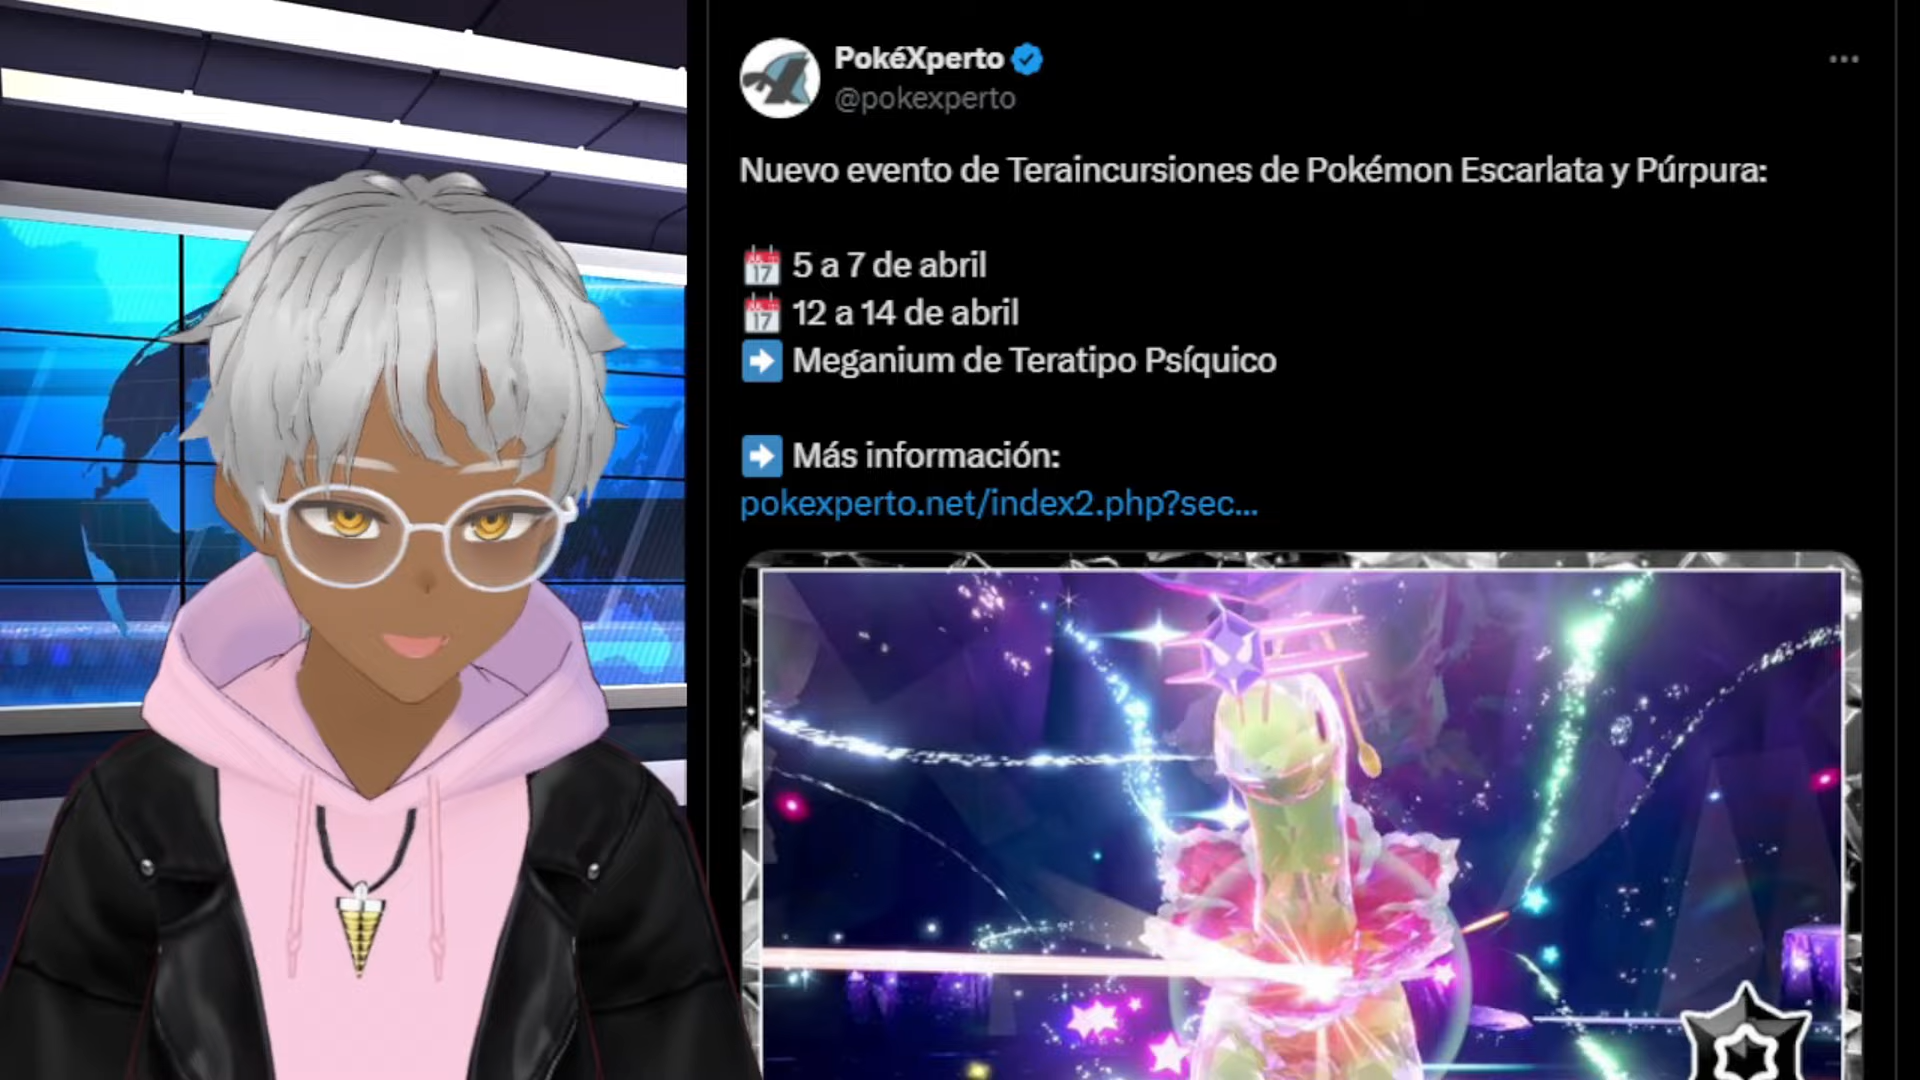 PokéXperto
@pokexperto
Nuevo evento de Teraincursiones de Pokémon Escarlata y Púrpura:
5 a 7 de abril
12 a 14 de abril
Meganium de Teratipo Psíquico
Más información:
pokexperto.net/index2.php?sec...